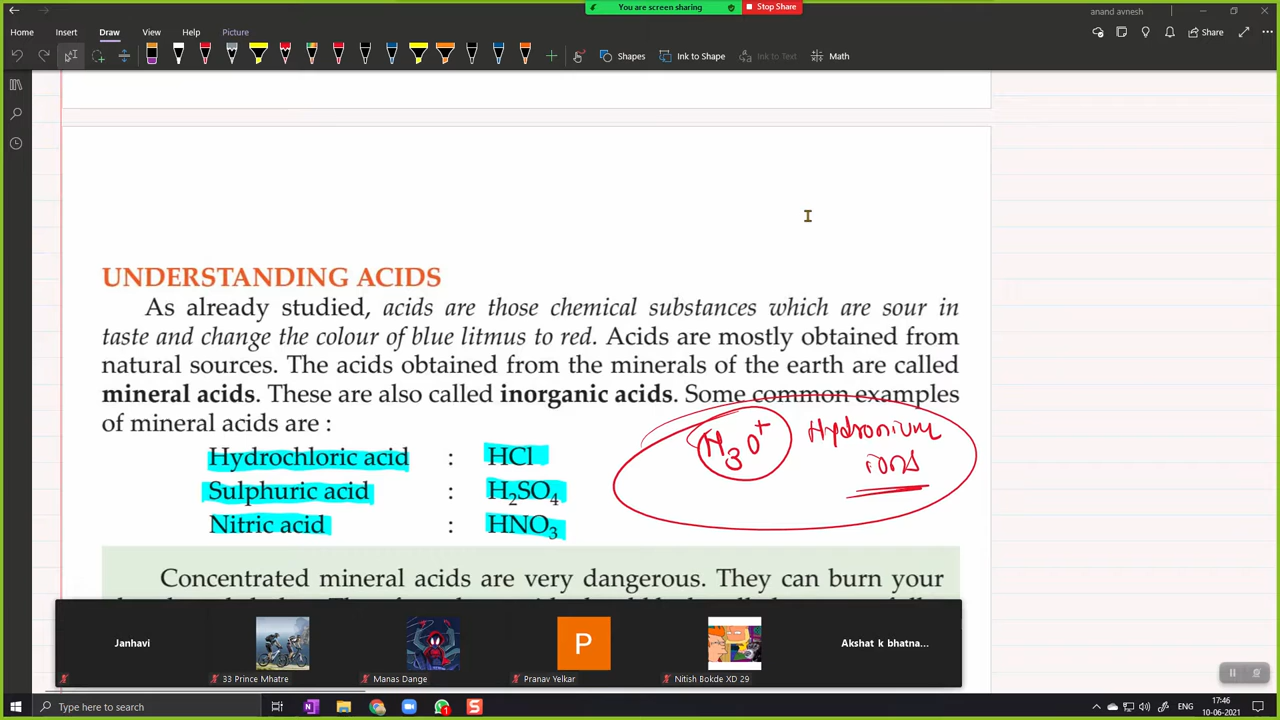 You are screen sharing
Stop Share
anand avnesh
Home Insert Draw View Help Picture
Share
Shapes
Ink to Shape
Ink to Text
Math
UNDERSTANDING ACIDS
As already studied, acids are those chemical substances which are sour in
taste and change the colour of blue litmus to red. Acids are mostly obtained from
natural sources. The acids obtained from the minerals of the earth are called
mineral acids. These are also called inorganic acids. Some common examples
of mineral acids are :
Hydrochloric acid : HCl
Sulphuric acid : H₂SO₄
Nitric acid : HNO₃
H₃O⁺ Hydronium
ions
Concentrated mineral acids are very dangerous. They can burn your
Janhavi
P
Akshat k bhatna...
33 Prince Mhatre
Manas Dange
Pranav Yelkar
Nitish Bokde XD 29
Type here to search
17:46
10-06-2021